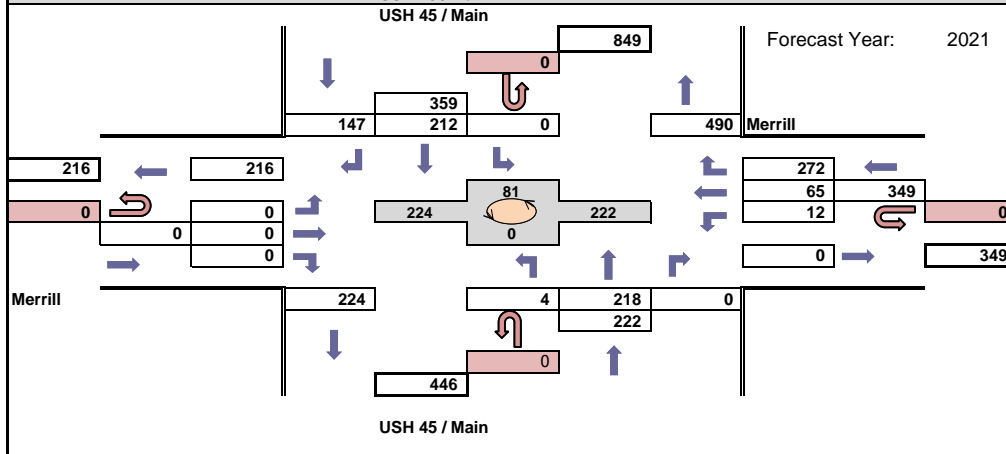 USH 45 / Main
849
Forecast Year: 2021
0
359
147 212 0 490 Merrill
216 216 272
81 65 349
0 0 224 222 12 0
0 0 0
0 0 349
Merrill 224 4 218 0
222
0
446
USH 45 / Main